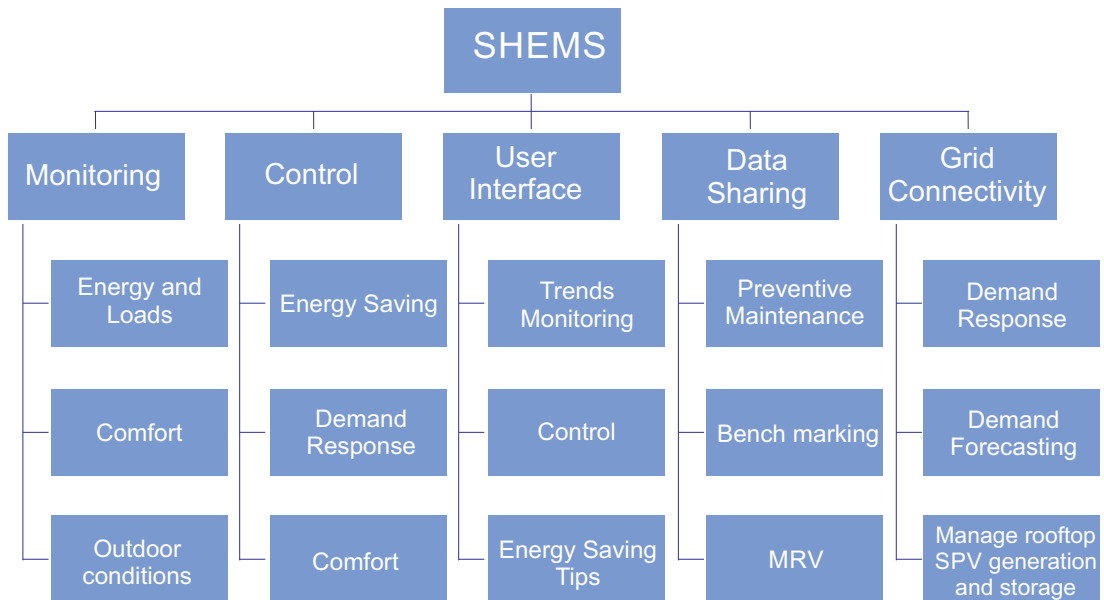 SHEMS
Monitoring
Control
User
Interface
Data
Sharing
Grid
Connectivity
Energy and
Loads
Energy Saving
Trends
Monitoring
Preventive
Maintenance
Demand
Response
Comfort
Demand
Response
Control
Bench marking
Demand
Forecasting
Outdoor
conditions
Comfort
Energy Saving
Tips
MRV
Manage rooftop
SPV generation
and storage